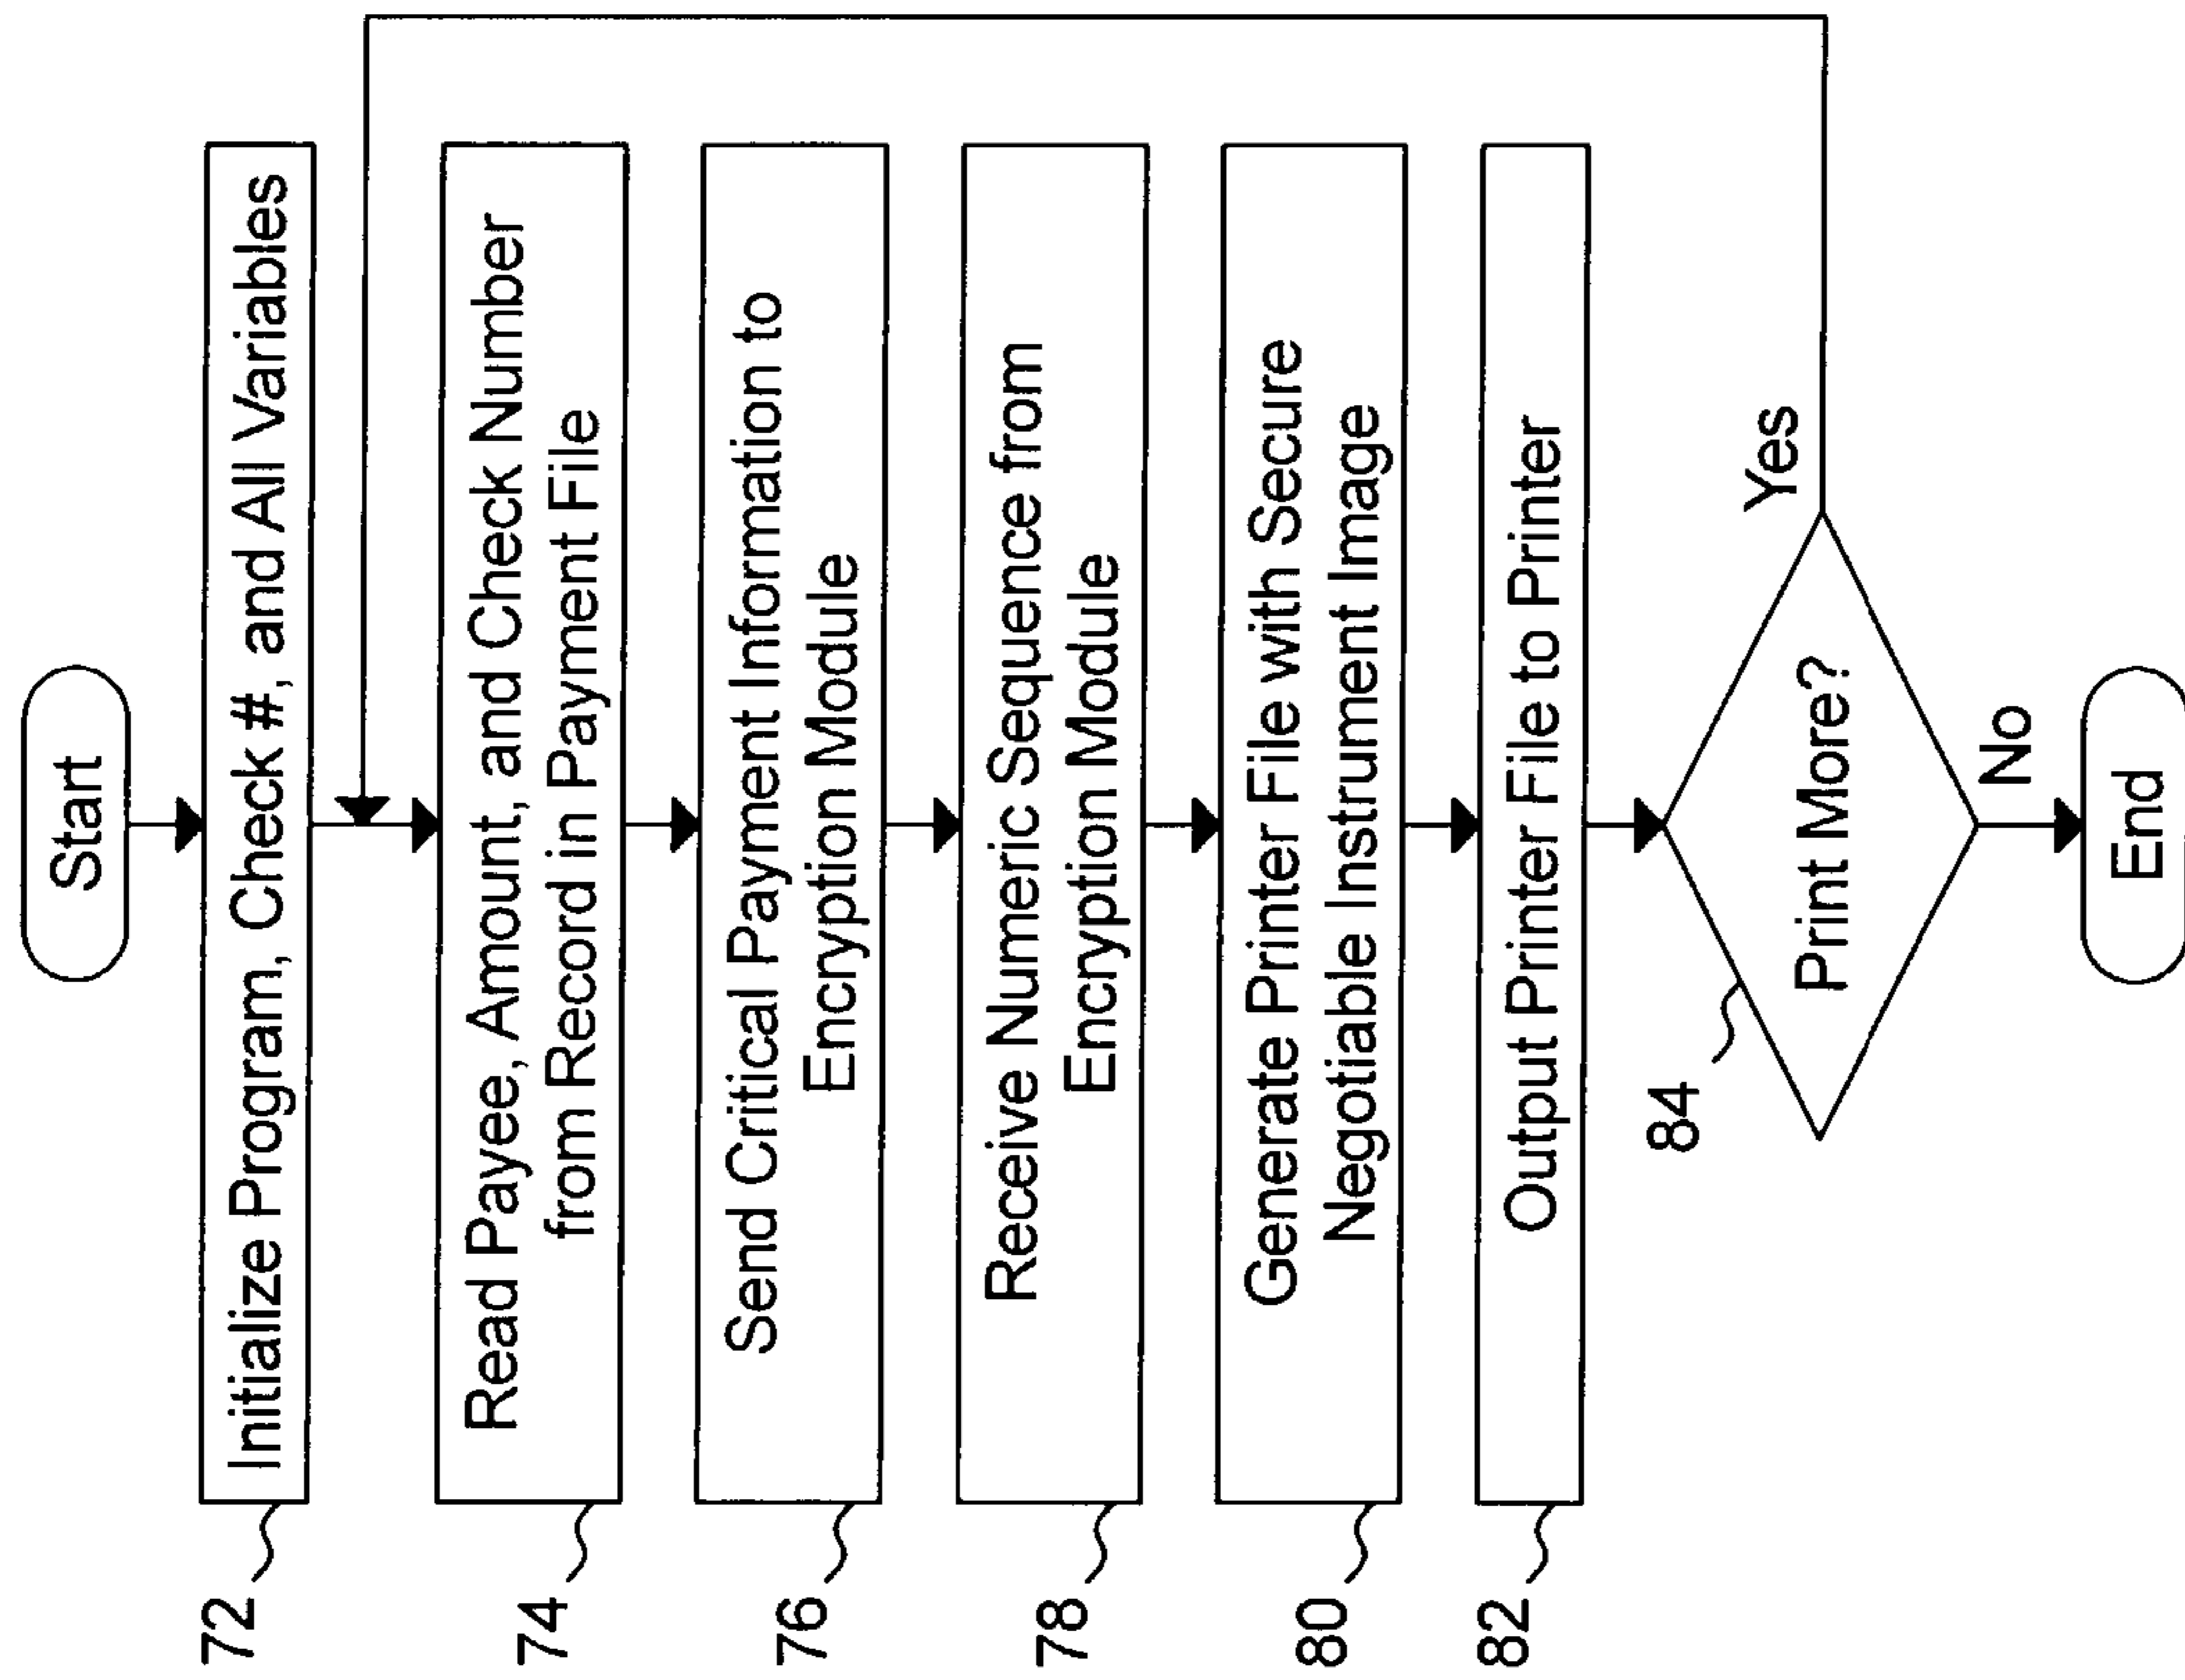 Start
72
Initialize Program, Check #, and All Variables
74
Read Payee, Amount, and Check Number
from Record in Payment File
76
Send Critical Payment Information to
Encryption Module
78
Receive Numeric Sequence from
Encryption Module
80
Generate Printer File with Secure
Negotiable Instrument Image
82
Output Printer File to Printer
84
Print More?
Yes
No
End